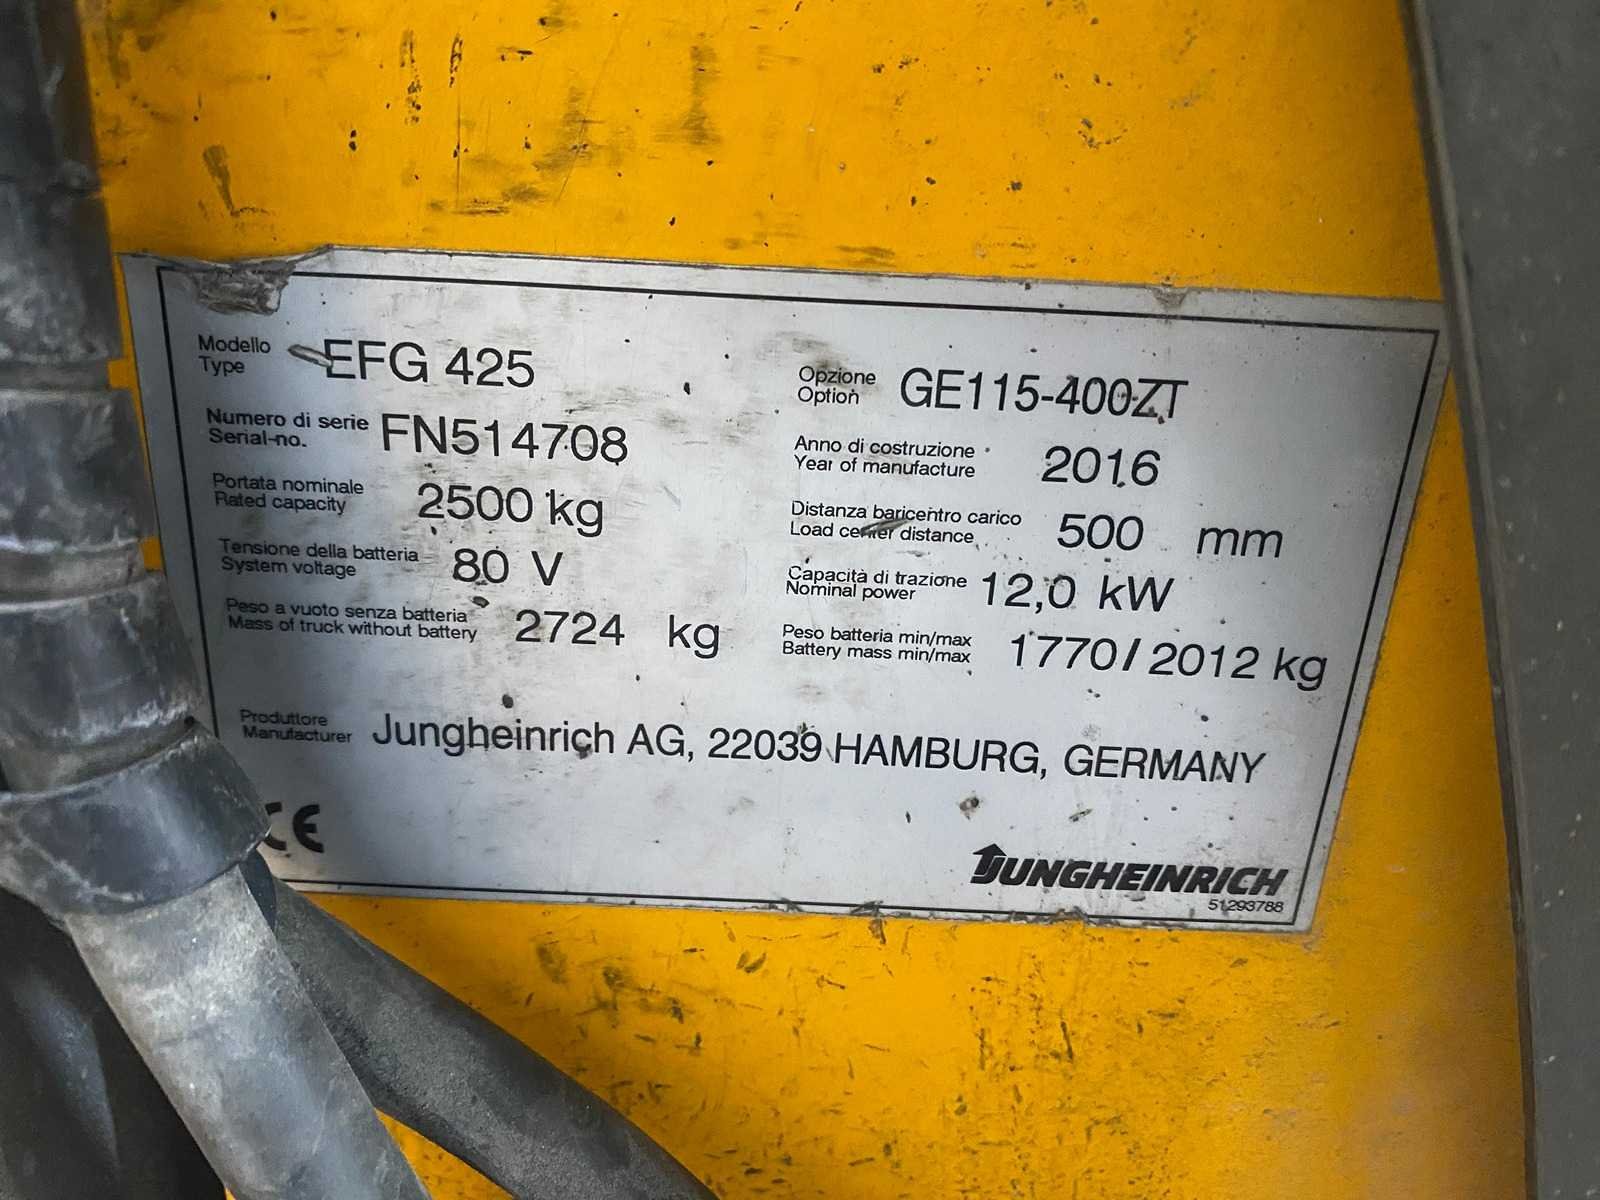 Modello EFG 425 Opzione GE115-400ZT
Type Option
Numero di serie FN514708 Anno di costruzione 2016
Serial-no. Year of manufacture
Portata nominale 2500 kg Distanza baricentro carico 500 mm
Rated capacity Load center distance
Tensione della batteria 80 V Capacità di trazione 12,0 kW
System voltage Nominal power
Peso a vuoto senza batteria 2724 kg Peso batteria min/max 1770/2012 kg
Mass of truck without battery Battery mass min/max
Produttore Jungheinrich AG, 22039 HAMBURG, GERMANY
Manufacturer
CE
JUNGHEINRICH
51293788